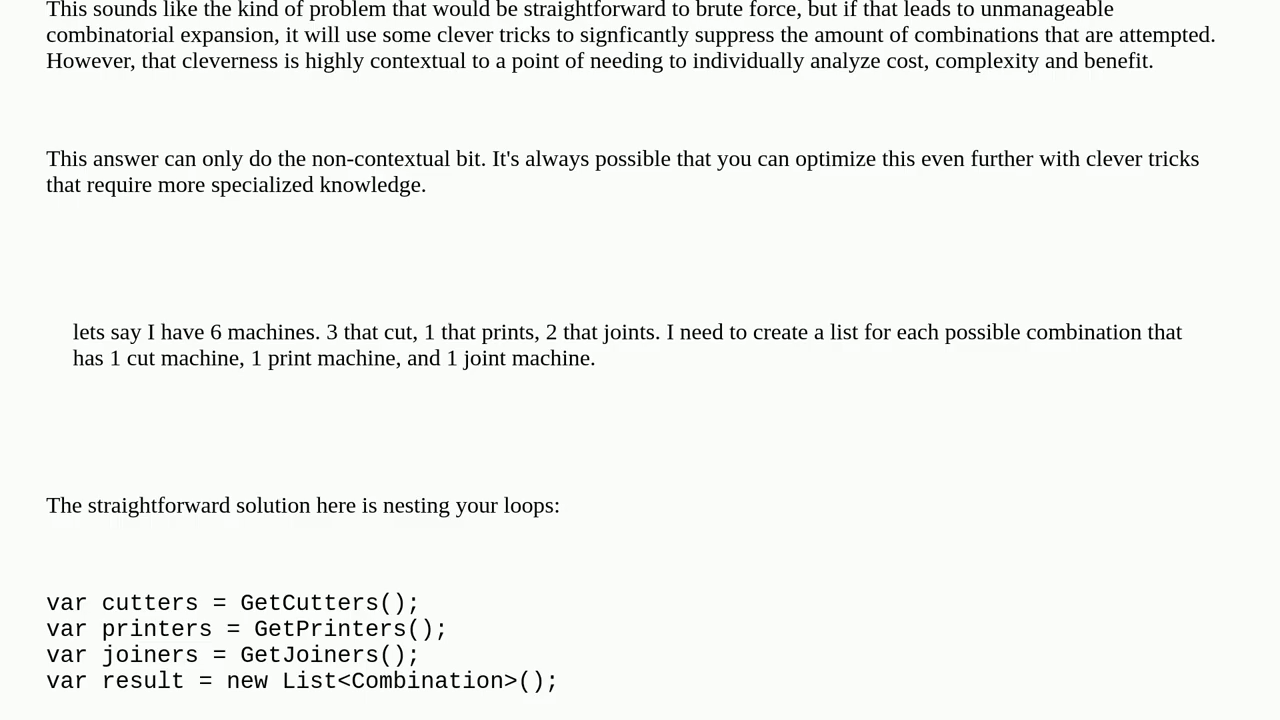 This sounds like the kind of problem that would be straightforward to brute force, but if that leads to unmanageable
combinatorial expansion, it will use some clever tricks to signficantly suppress the amount of combinations that are attempted.
However, that cleverness is highly contextual to a point of needing to individually analyze cost, complexity and benefit.
This answer can only do the non-contextual bit. It's always possible that you can optimize this even further with clever tricks
that require more specialized knowledge.
lets say I have 6 machines. 3 that cut, 1 that prints, 2 that joints. I need to create a list for each possible combination that
has 1 cut machine, 1 print machine, and 1 joint machine.
The straightforward solution here is nesting your loops:
var cutters = GetCutters();
var printers = GetPrinters();
var joiners = GetJoiners();
var result = new List<Combination>();